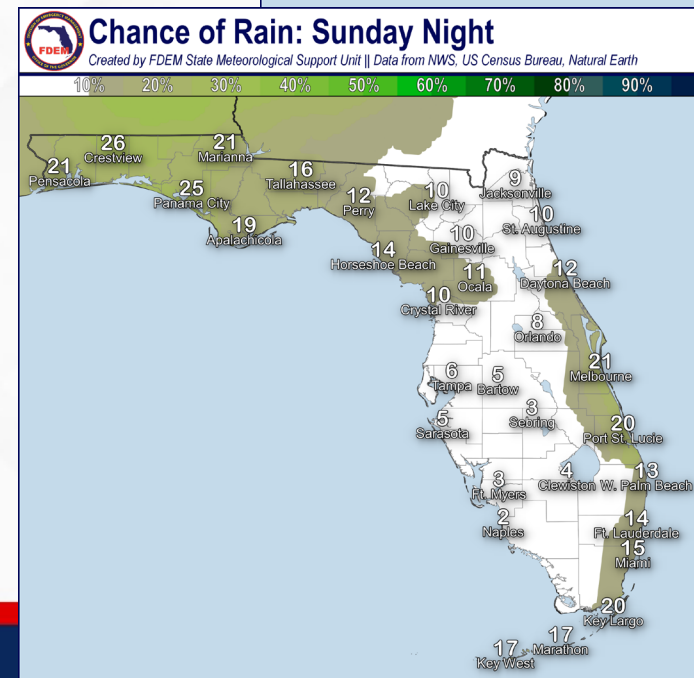 FDEM
Chance of Rain: Sunday Night
Created by FDEM State Meteorological Support Unit || Data from NWS, US Census Bureau, Natural Earth
10% 20% 30% 40% 50% 60% 70% 80% 90%
26
Crestview
21
Marianna
21
Pensacola
16
Tallahassee
25
Panama City
12
Perry
10
Lake City
9
Jacksonville
19
Apalachicola
10
St. Augustine
10
Gainesville
14
Horseshoe Beach
11
Ocala
12
Daytona Beach
10
Crystal River
8
Orlando
21
Melbourne
6
Tampa
5
Bartow
3
Sebring
5
Sarasota
20
Port St. Lucie
3
Ft. Myers
4
Clewiston
13
W. Palm Beach
2
Naples
14
Ft. Lauderdale
15
Miami
20
Key Largo
17
Marathon
17
Key West